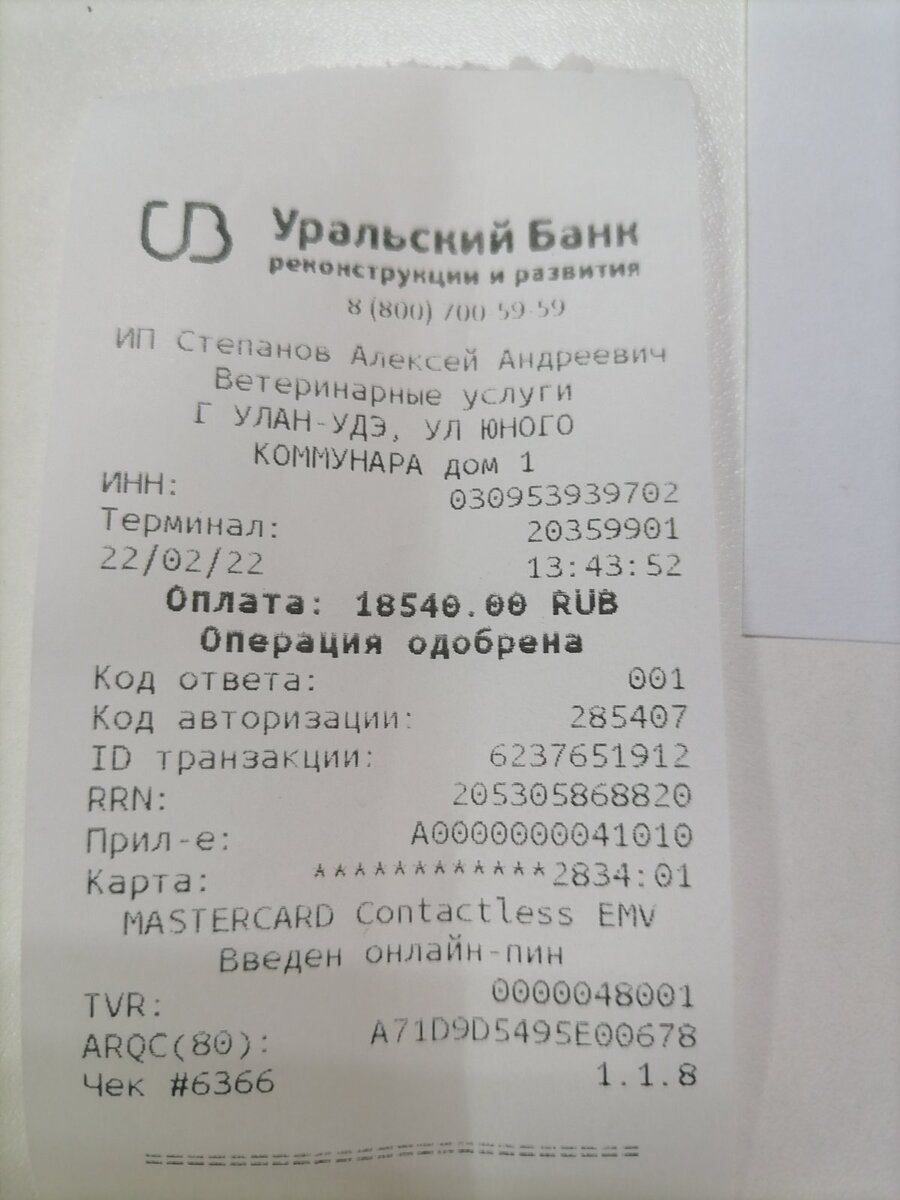 UB Уральский Банк
реконструкции и развития
8 (800) 700-59-59
ИП Степанов Алексей Андреевич
Ветеринарные услуги
Г УЛАН-УДЭ, УЛ ЮНОГО
КОММУНАРА дом 1
ИНН: 030953939702
Терминал: 20359901
22/02/22 13:43:52
Оплата: 18540.00 RUB
Операция одобрена
Код ответа: 001
Код авторизации: 285407
ID транзакции: 6237651912
RRN: 205305868820
Прил-е: A0000000041010
Карта: ************2834:01
MASTERCARD Contactless EMV
Введен онлайн-пин
TVR: 0000048001
ARQC(80): A71D9D5495E00678
Чек #6366 1.1.8